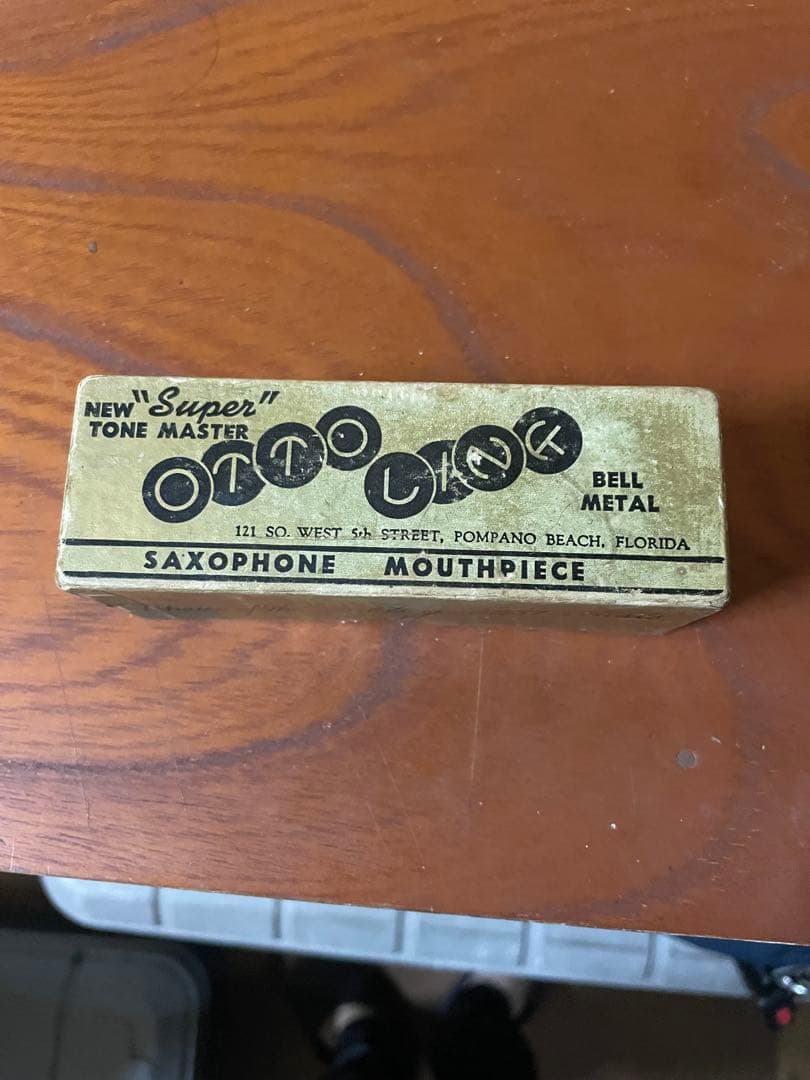 NEW "Super"
TONE MASTER
OTTO LINK
BELL
METAL
121 SO. WEST 5th STREET, POMPANO BEACH, FLORIDA
SAXOPHONE MOUTHPIECE